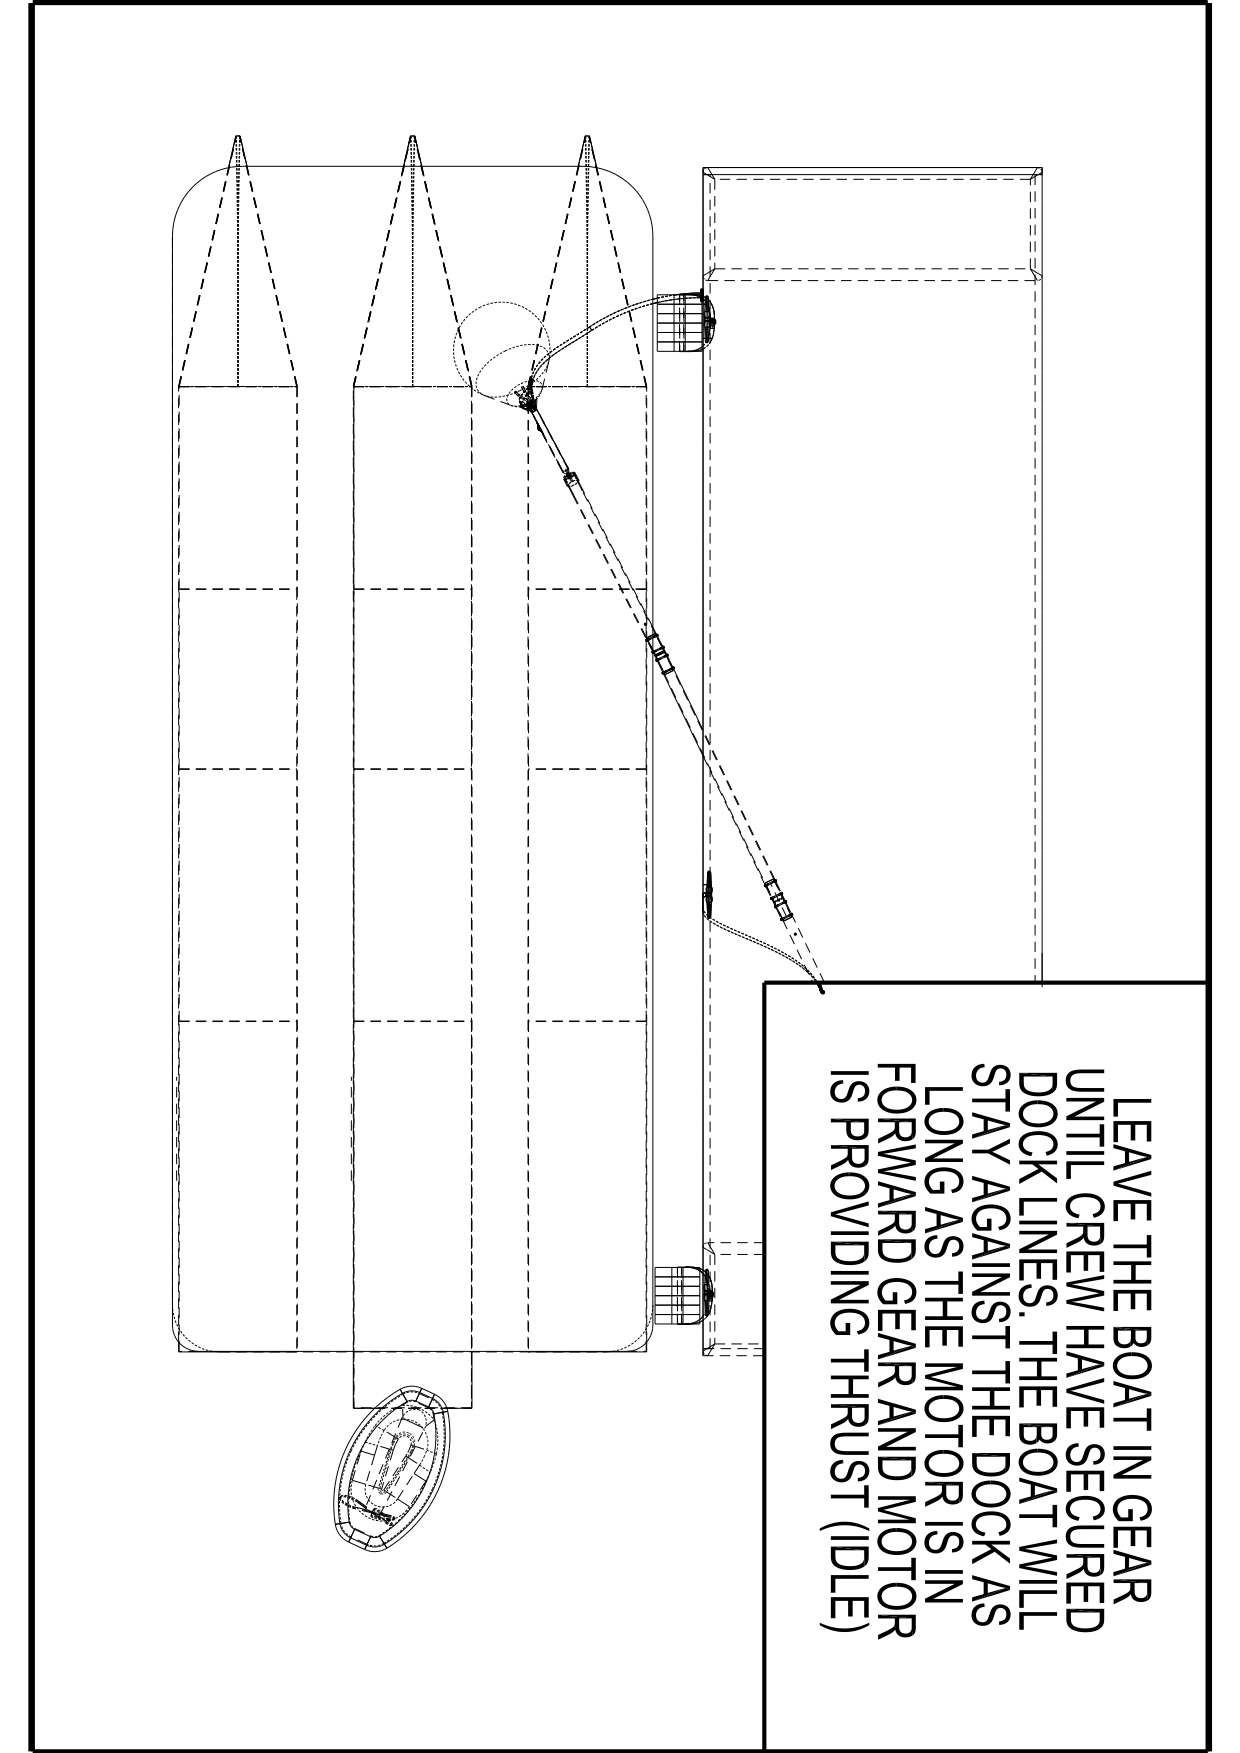 LEAVE THE BOAT IN GEAR
UNTIL CREW HAVE SECURED
DOCK LINES. THE BOAT WILL
STAY AGAINST THE DOCK AS
LONG AS THE MOTOR IS IN
FORWARD GEAR AND MOTOR
IS PROVIDING THRUST (IDLE)